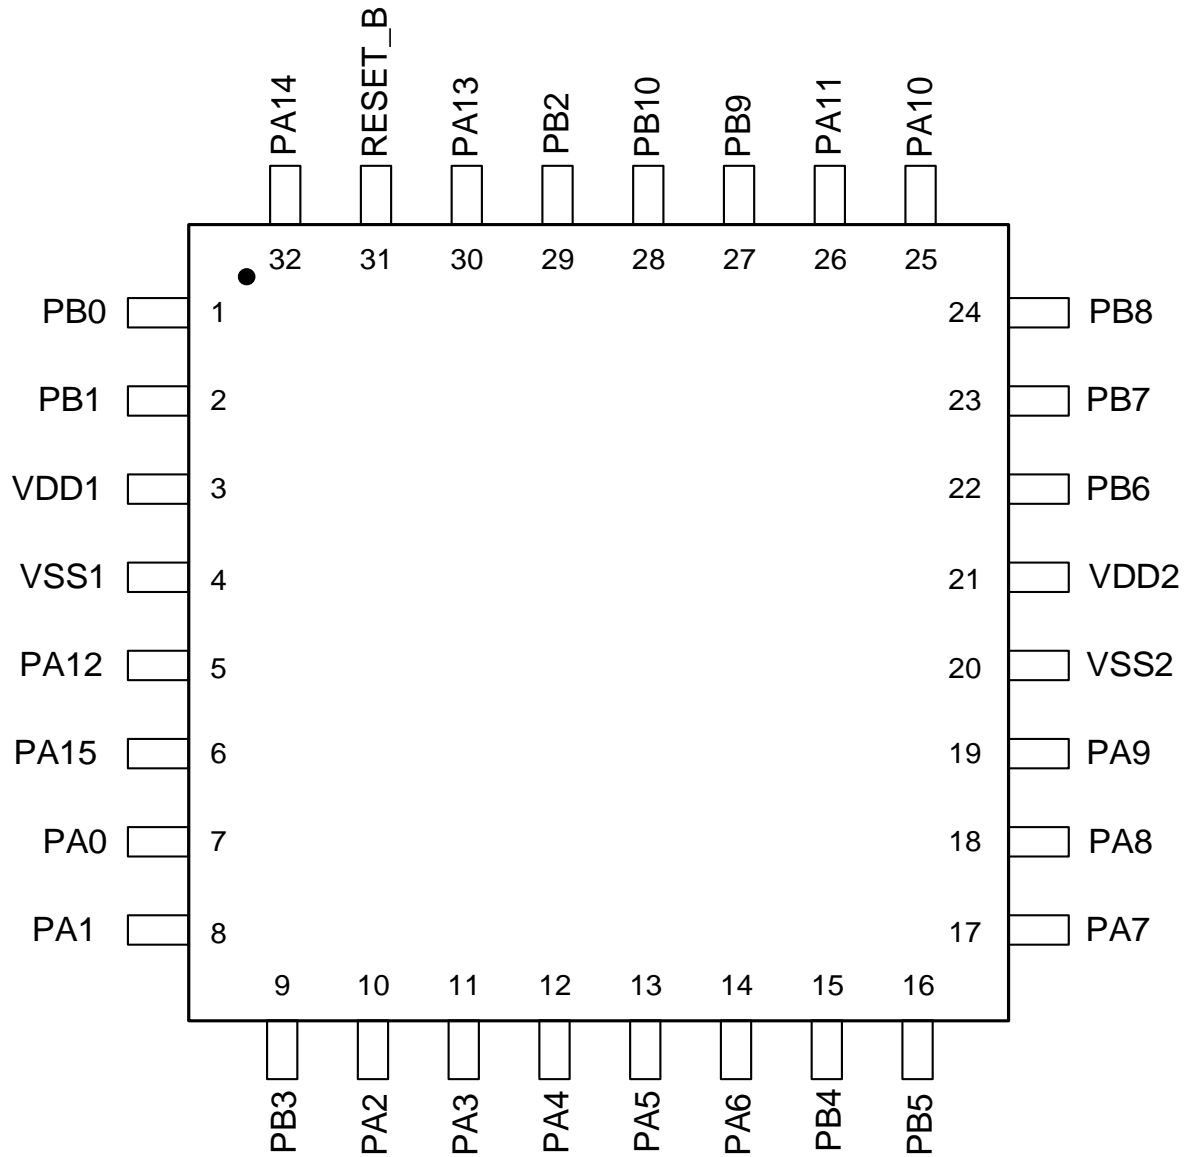 PA14
RESET_B
PA13
PB2
PB10
PB9
PA11
PA10
32 31 30 29 28 27 26 25
PB0 1 24 PB8
PB1 2 23 PB7
VDD1 3 22 PB6
VSS1 4 21 VDD2
PA12 5 20 VSS2
PA15 6 19 PA9
PA0 7 18 PA8
PA1 8 17 PA7
9 10 11 12 13 14 15 16
PB3
PA2
PA3
PA4
PA5
PA6
PB4
PB5